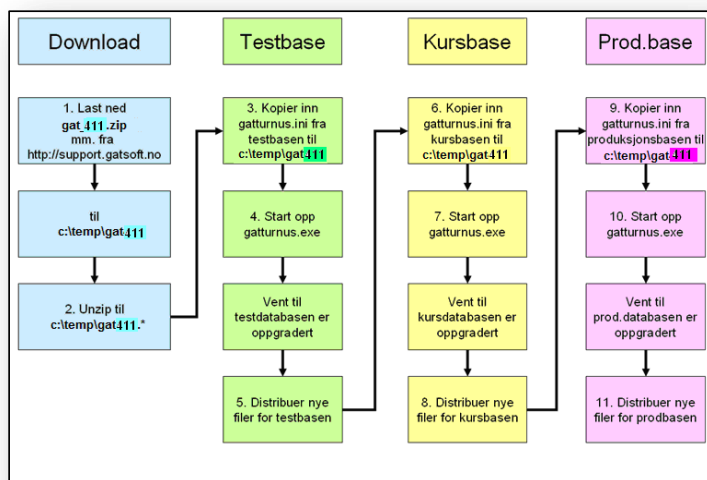 Download
1. Last ned
gat_411.zip
mm. fra
http://support.gatsoft.no
til
c:\temp\gat411
2. Unzip til
c:\temp\gat411.*
Testbase
3. Kopier inn
gatturnus.ini fra
testbasen til
c:\temp\gat411
4. Start opp
gatturnus.exe
Vent til
testdatabasen er
oppgradert
5. Distribuer nye
filer for testbasen
Kursbase
6. Kopier inn
gatturnus.ini fra
kursbasen til
c:\temp\gat411
7. Start opp
gatturnus.exe
Vent til
kursdatabasen er
oppgradert
8. Distribuer nye
filer for kursbasen
Prod.base
9. Kopier inn
gatturnus.ini fra
produksjonbasen til
c:\temp\gat411
10. Start opp
gatturnus.exe
Vent til
prod.databasen er
oppgradert
11. Distribuer nye
filer for prodbasen